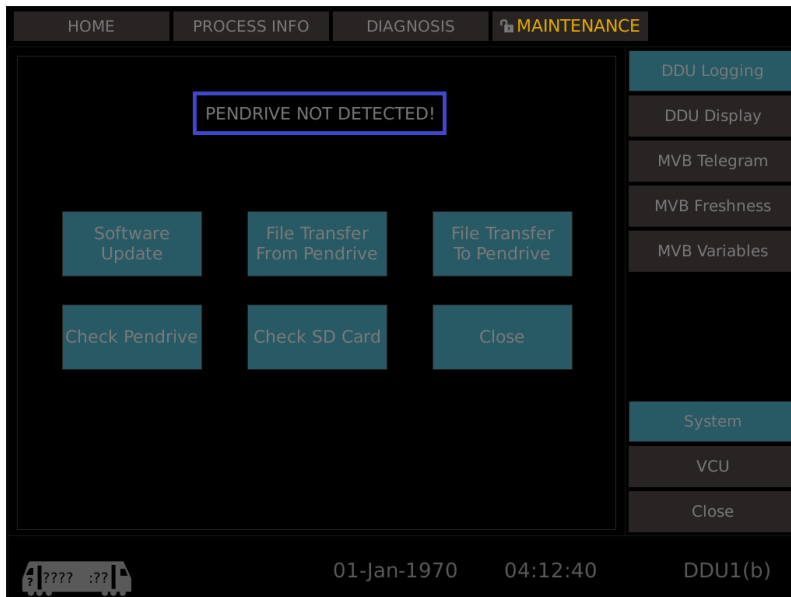 HOME PROCESS INFO DIAGNOSIS MAINTENANCE
DDU Logging
PENDRIVE NOT DETECTED!
DDU Display
MVB Telegram
MVB Freshness
MVB Variables
Software
Update
File Transfer
From Pendrive
File Transfer
To Pendrive
Check Pendrive
Check SD Card
Close
System
VCU
Close
? ???? :??
01-Jan-1970 04:12:40 DDU1(b)